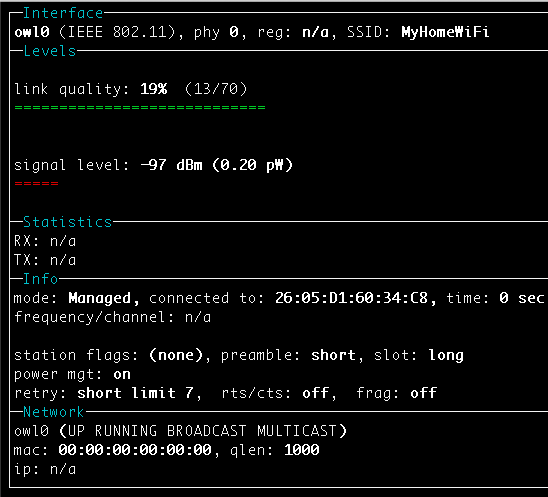 Interface
owl0 (IEEE 802.11), phy 0, reg: n/a, SSID: MyHomeWiFi
Levels
link quality: 19% (13/70)
============================
signal level: -97 dBm (0.20 pW)
=====
Statistics
RX: n/a
TX: n/a
Info
mode: Managed, connected to: 26:05:D1:60:34:C8, time: 0 sec
frequency/channel: n/a
station flags: (none), preamble: short, slot: long
power mgt: on
retry: short limit 7, rts/cts: off, frag: off
Network
owl0 (UP RUNNING BROADCAST MULTICAST)
mac: 00:00:00:00:00:00, qlen: 1000
ip: n/a